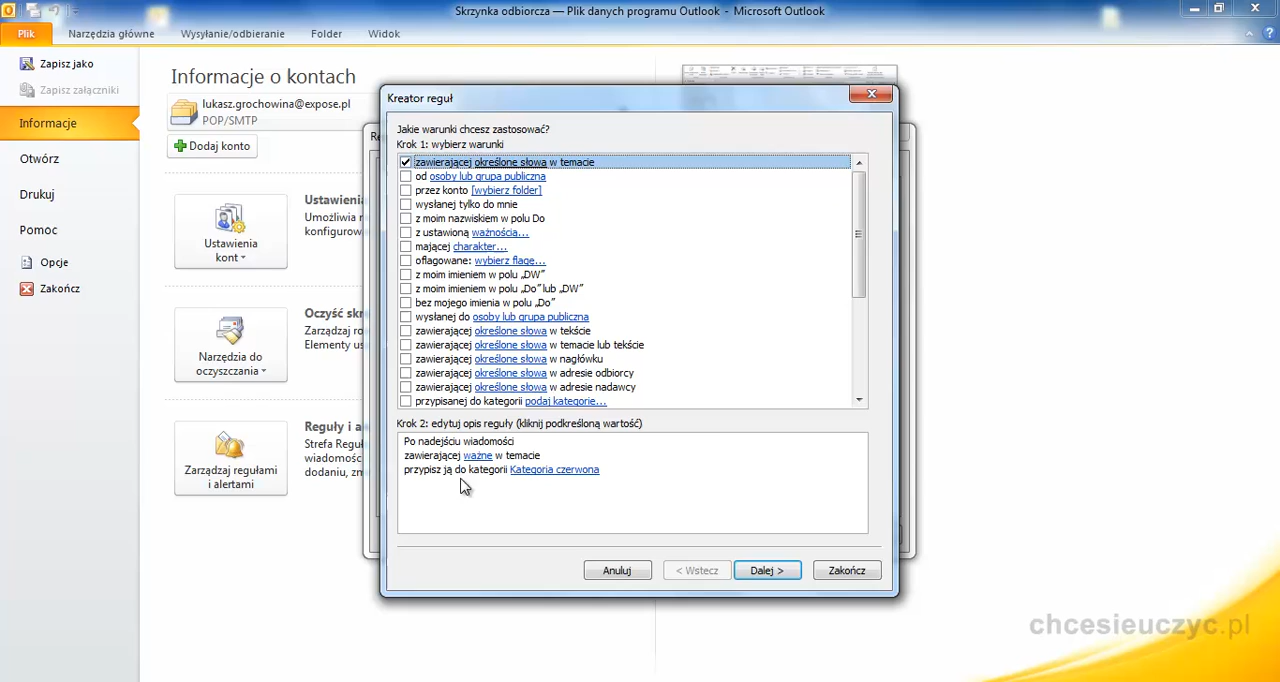 Skrzynka odbiorcza — Plik danych programu Outlook - Microsoft Outlook
Plik
Narzędzia główne
Wysyłanie/odbieranie
Folder
Widok
Zapisz jako
Zapisz załączniki
Informacje
Otwórz
Drukuj
Pomoc
Opcje
Zakończ
Informacje o kontach
lukasz.grochowina@expose.pl
POP/SMTP
Dodaj konto
Ustawienia
kont
Ustawienia
Umożliwia
konfigurow
Narzędzia do
oczyszczania
Oczyść skr
Zarządzaj ro
Elementy us
Zarządzaj regułami
i alertami
Reguły i a
Strefa Regu
wiadomośc
dodaniu, zm
Re
Kreator reguł
Jakie warunki chcesz zastosować?
Krok 1: wybierz warunki
zawierającej określone słowa w temacie
od osoby lub grupa publiczna
przez konto [wybierz folder]
wysłanej tylko do mnie
z moim nazwiskiem w polu Do
z ustawioną ważnością...
mającej charakter...
oflagowane: wybierz flagę...
z moim imieniem w polu „DW”
z moim imieniem w polu „Do” lub „DW”
bez mojego imienia w polu „Do”
wysłanej do osoby lub grupa publiczna
zawierającej określone słowa w tekście
zawierającej określone słowa w temacie lub tekście
zawierającej określone słowa w nagłówku
zawierającej określone słowa w adresie odbiorcy
zawierającej określone słowa w adresie nadawcy
przypisanej do kategorii podaj kategorie...
Krok 2: edytuj opis reguły (kliknij podkreśloną wartość)
Po nadejściu wiadomości
zawierającej ważne w temacie
przypisz ją do kategorii Kategoria czerwona
Anuluj
< Wstecz
Dalej >
Zakończ
chcesieuczyc.pl